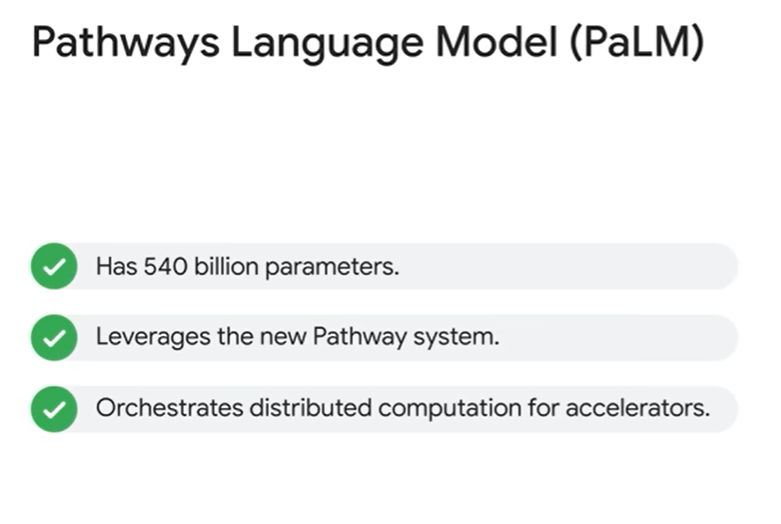 Pathways Language Model (PaLM)
Has 540 billion parameters.
Leverages the new Pathway system.
Orchestrates distributed computation for accelerators.